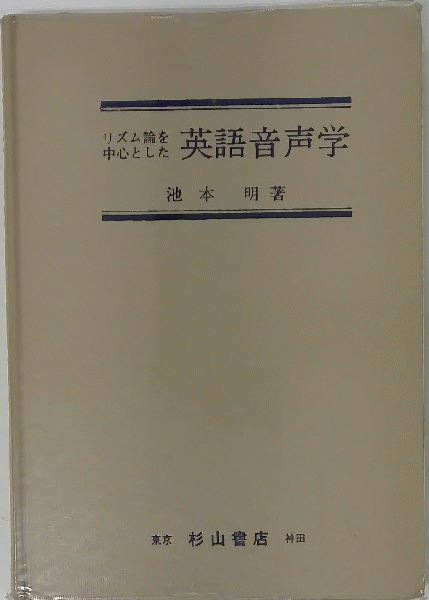 リズム論を
中心とした 英語音声学
池本 明著
東京 杉山書店 神田